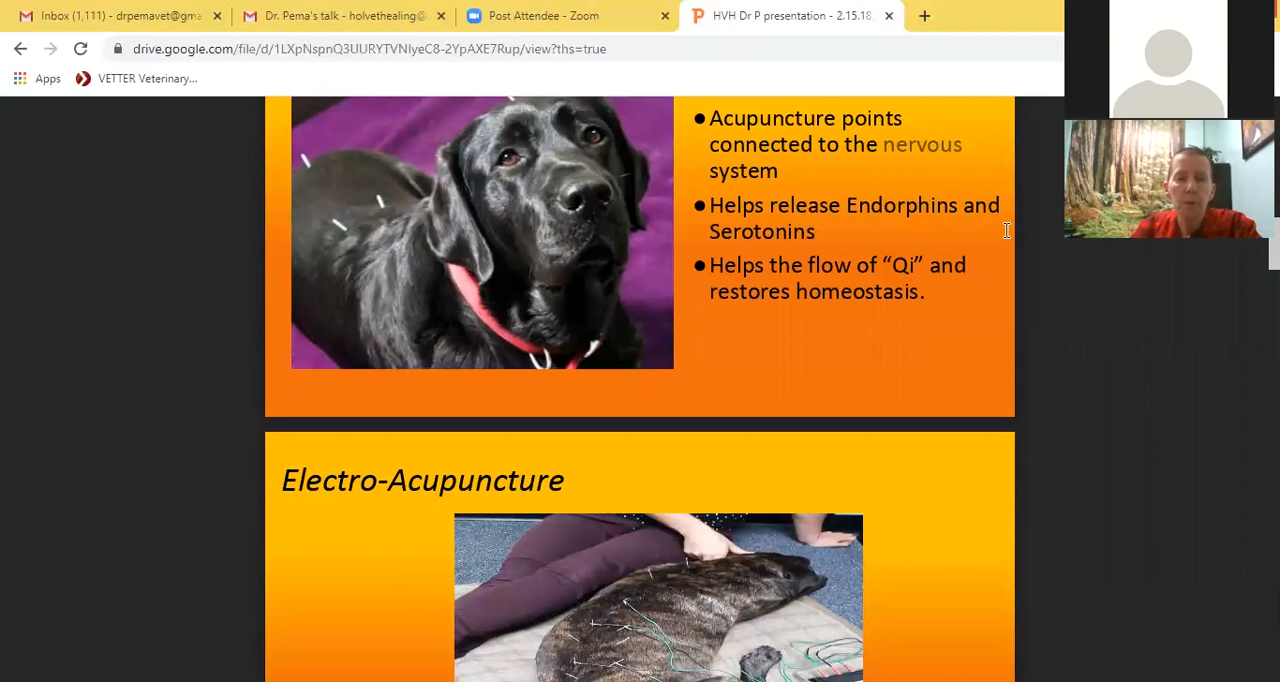 Inbox (1,111) - drpemavet@gma
Dr. Pema's talk - holvethealing@
Post Attendee - Zoom
HVH Dr P presentation - 2.15.18.
drive.google.com/file/d/1LXpNspnQ3UURYTVNIyeC8-2YpAXE7Rup/view?ths=true
Apps
VETTER Veterinary...
●Acupuncture points
connected to the nervous
system
●Helps release Endorphins and
Serotonins
●Helps the flow of “Qi” and
restores homeostasis.
Electro-Acupuncture